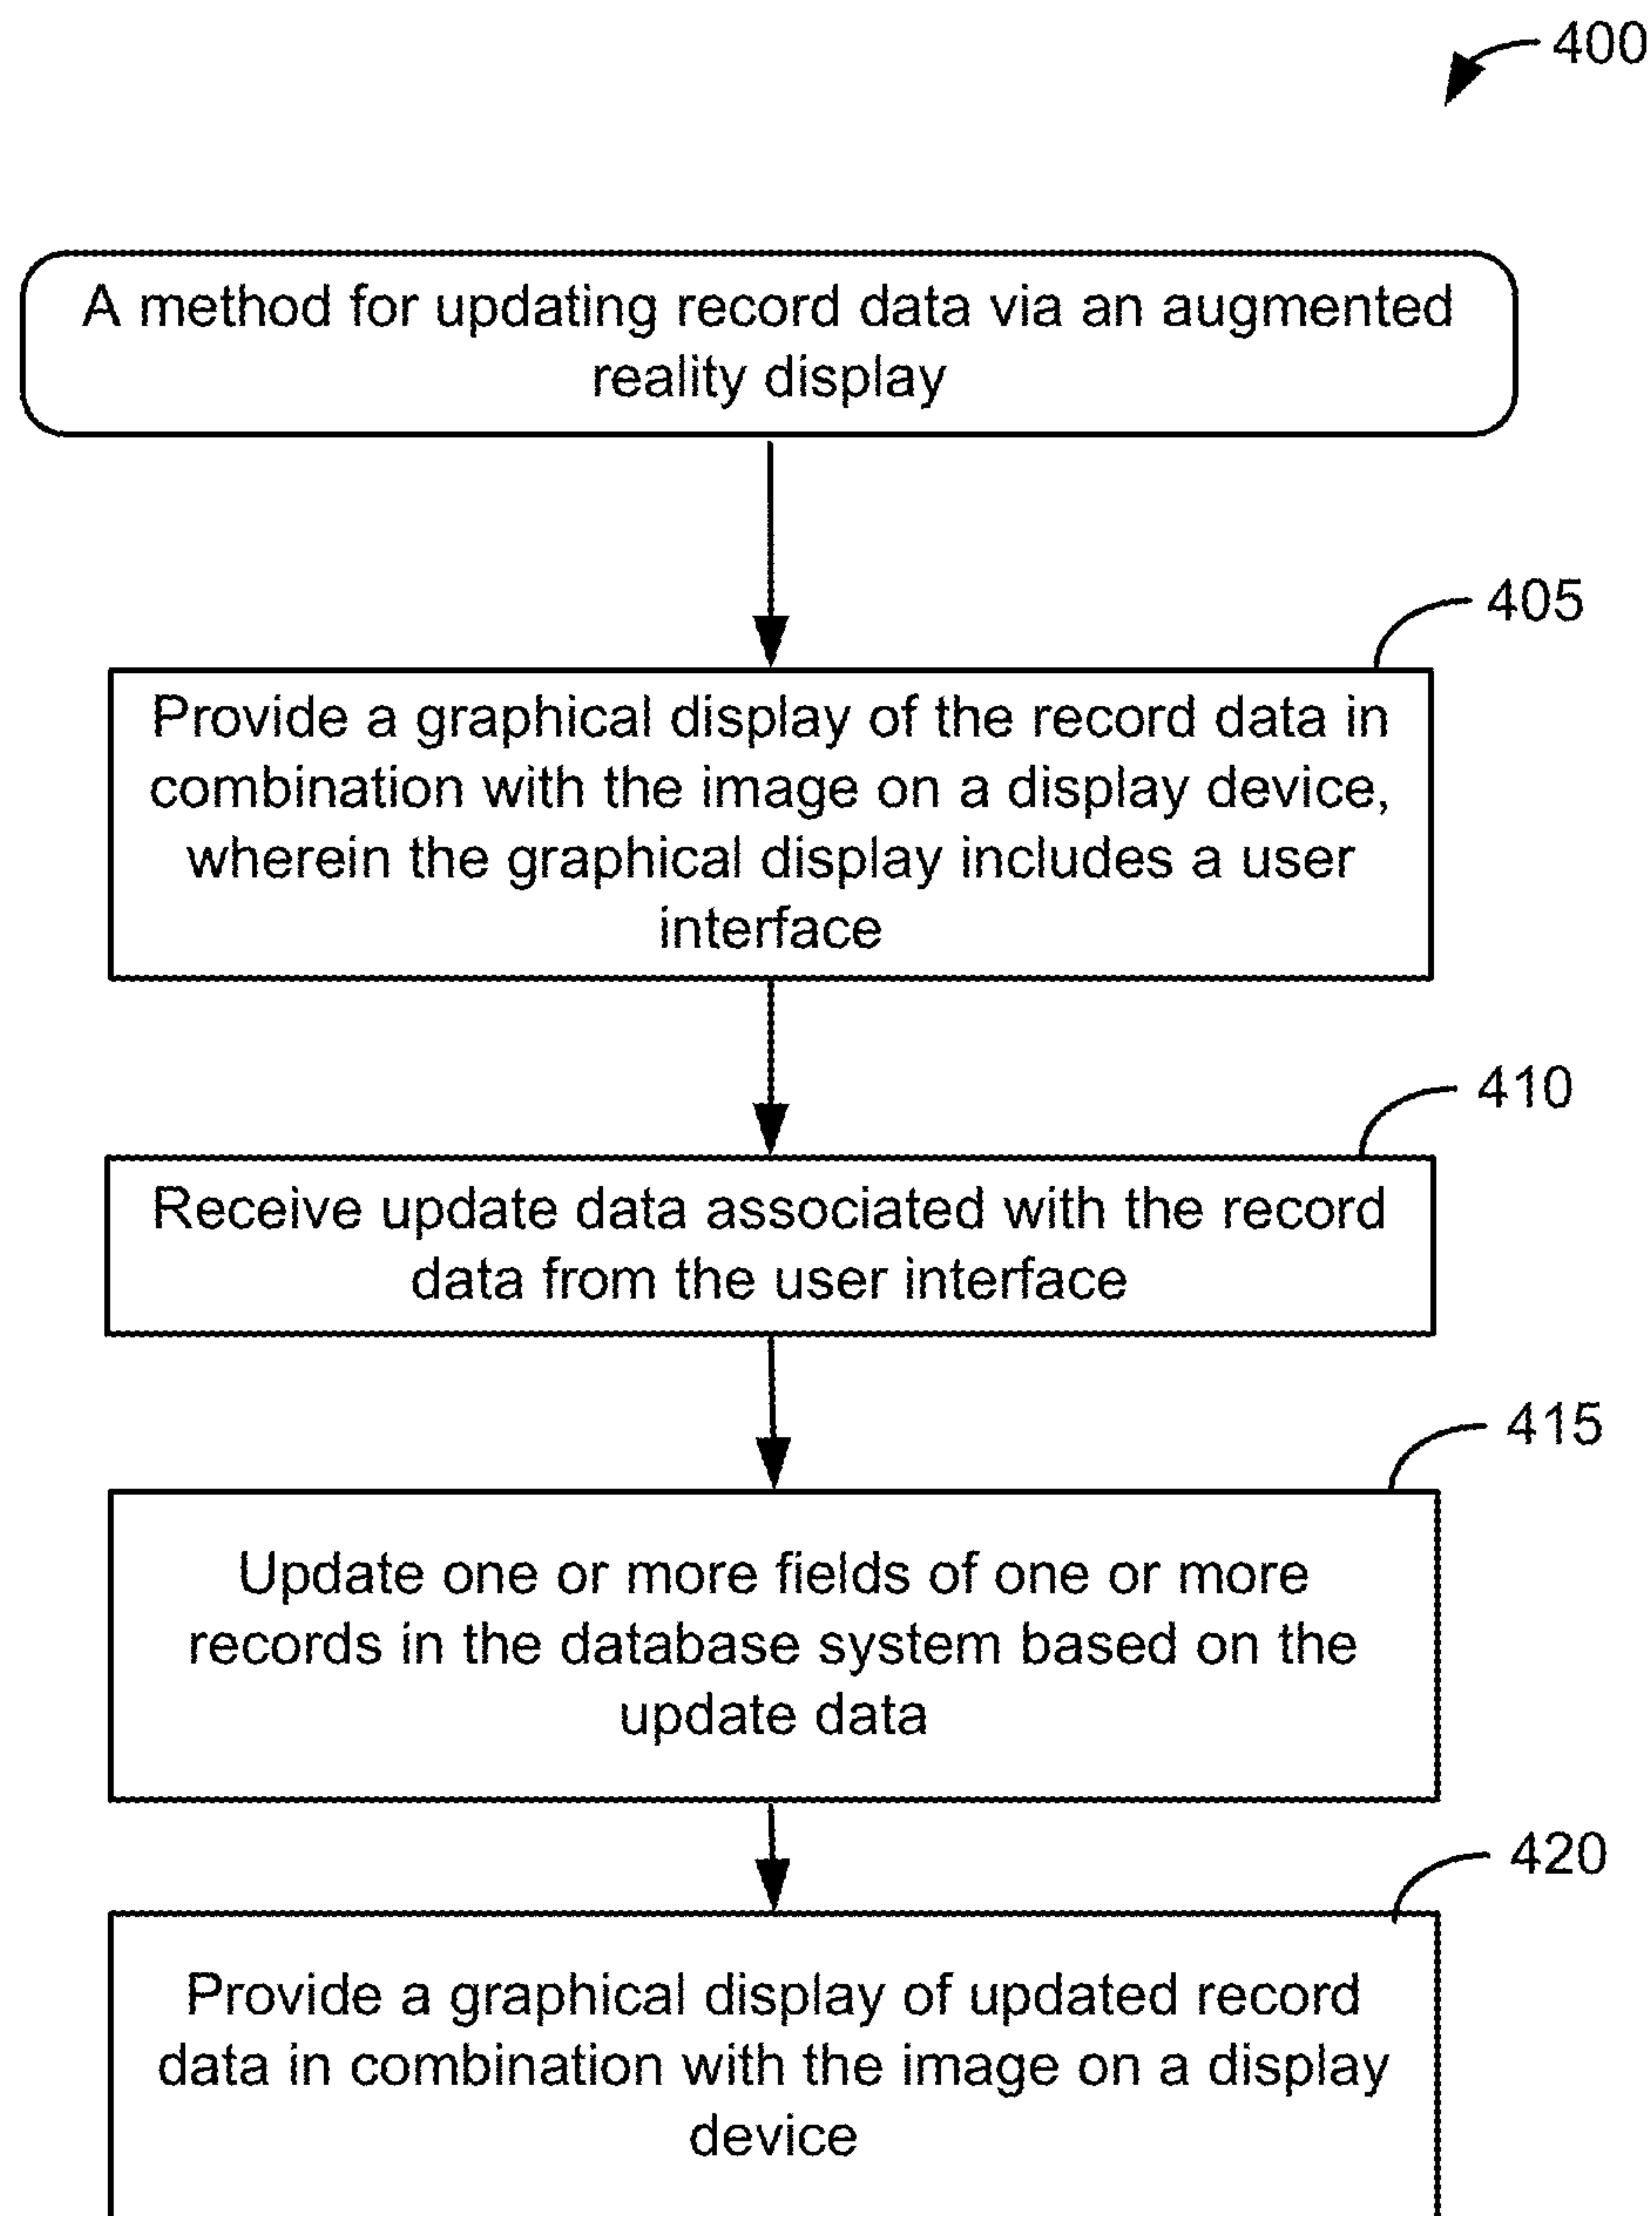 400
A method for updating record data via an augmented
reality display
405
Provide a graphical display of the record data in
combination with the image on a display device,
wherein the graphical display includes a user
interface
410
Receive update data associated with the record
data from the user interface
415
Update one or more fields of one or more
records in the database system based on the
update data
420
Provide a graphical display of updated record
data in combination with the image on a display
device